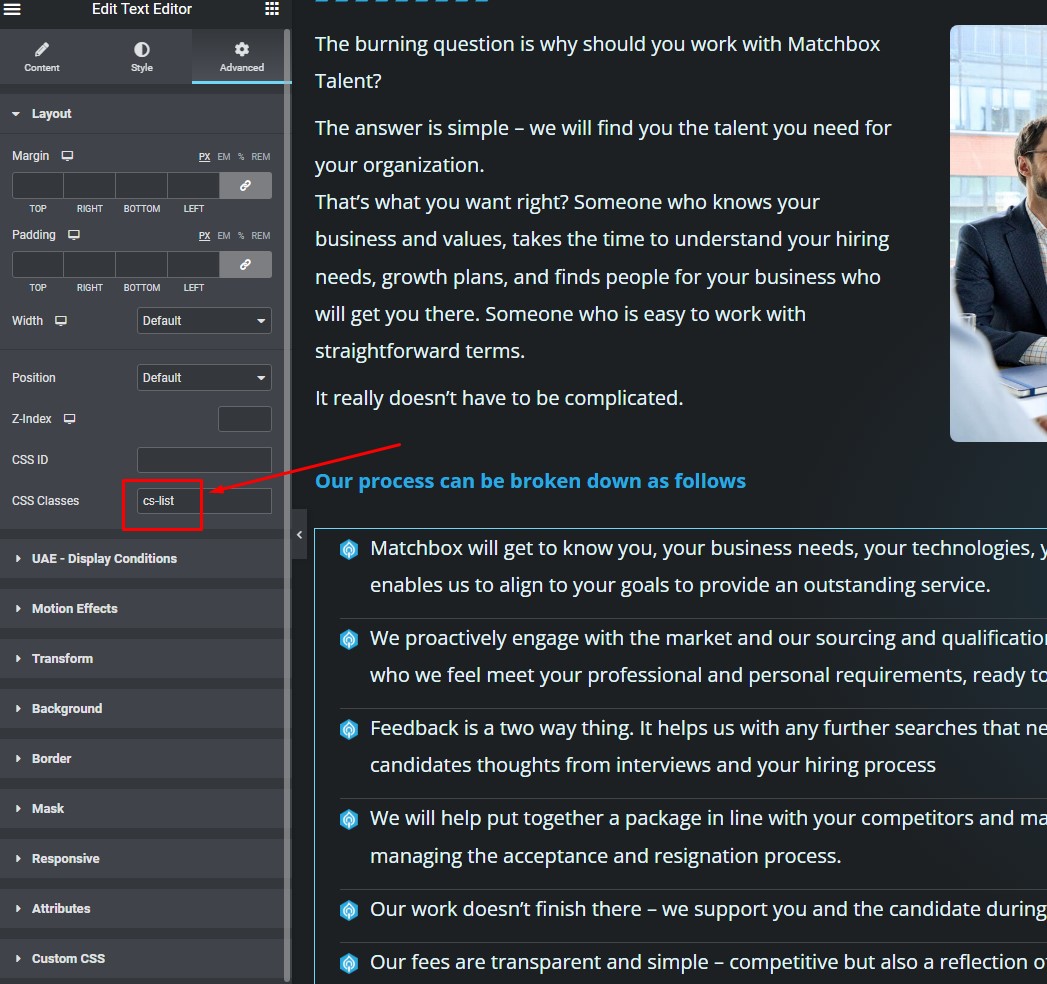 Edit Text Editor
Content
Style
Advanced
Layout
Margin
PX EM % REM
TOP RIGHT BOTTOM LEFT
Padding
PX EM % REM
TOP RIGHT BOTTOM LEFT
Width
Default
Position
Default
Z-Index
CSS ID
CSS Classes
cs-list
UAE - Display Conditions
Motion Effects
Transform
Background
Border
Mask
Responsive
Attributes
Custom CSS
The burning question is why should you work with Matchbox
Talent?
The answer is simple – we will find you the talent you need for
your organization.
That’s what you want right? Someone who knows your
business and values, takes the time to understand your hiring
needs, growth plans, and finds people for your business who
will get you there. Someone who is easy to work with
straightforward terms.
It really doesn’t have to be complicated.
Our process can be broken down as follows
Matchbox will get to know you, your business needs, your technologies,
enables us to align to your goals to provide an outstanding service.
We proactively engage with the market and our sourcing and
who we feel meet your professional and personal requirements, ready to
Feedback is a two way thing. It helps us with any further searches that
candidates thoughts from interviews and your hiring process
We will help put together a package in line with your competitors and
managing the acceptance and resignation process.
Our work doesn’t finish there – we support you and the candidate during
Our fees are transparent and simple – competitive but also a reflection